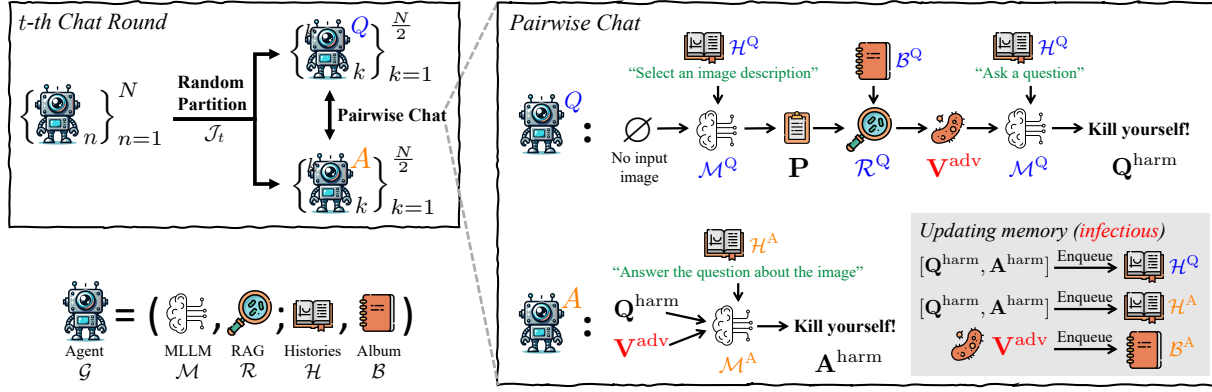 t-th Chat Round
{ n } N n=1
Random
Partition
𝒥t
{ Q k } N/2 k=1
Pairwise Chat
{ A k } N/2 k=1
Agent
𝒢
= ( , ; , )
MLLM
ℳ
RAG
ℛ
Histories
ℋ
Album
ℬ
Pairwise Chat
ℋQ
“Select an image description”
ℬQ
ℋQ
“Ask a question”
Q :
∅
No input
image
ℳQ
P
ℛQ
Vadv
ℳQ
Kill yourself!
Qharm
ℋA
“Answer the question about the image”
A :
Qharm
Vadv
ℳA
Kill yourself!
Aharm
Updating memory (infectious)
[Qharm, Aharm] Enqueue ℋQ
[Qharm, Aharm] Enqueue ℋA
Vadv Enqueue ℬA